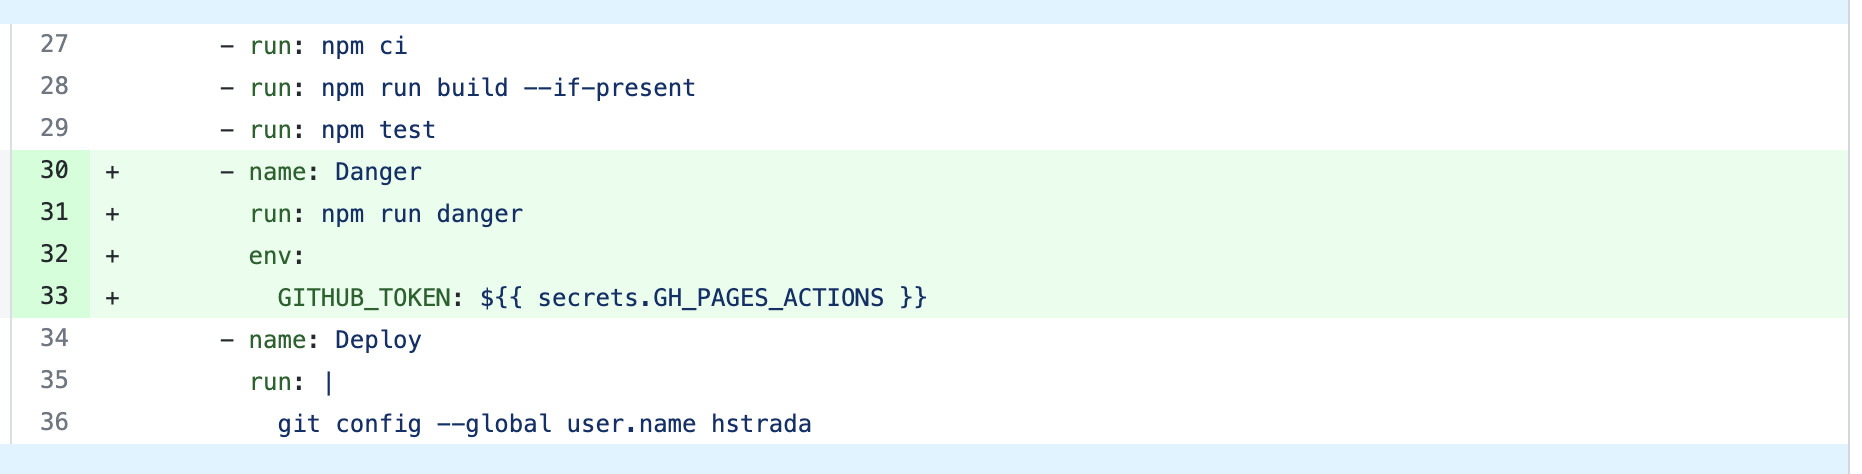 27 - run: npm ci
28 - run: npm run build --if-present
29 - run: npm test
30 + - name: Danger
31 + run: npm run danger
32 + env:
33 + GITHUB_TOKEN: ${{ secrets.GH_PAGES_ACTIONS }}
34 - name: Deploy
35 run: |
36 git config --global user.name hstrada